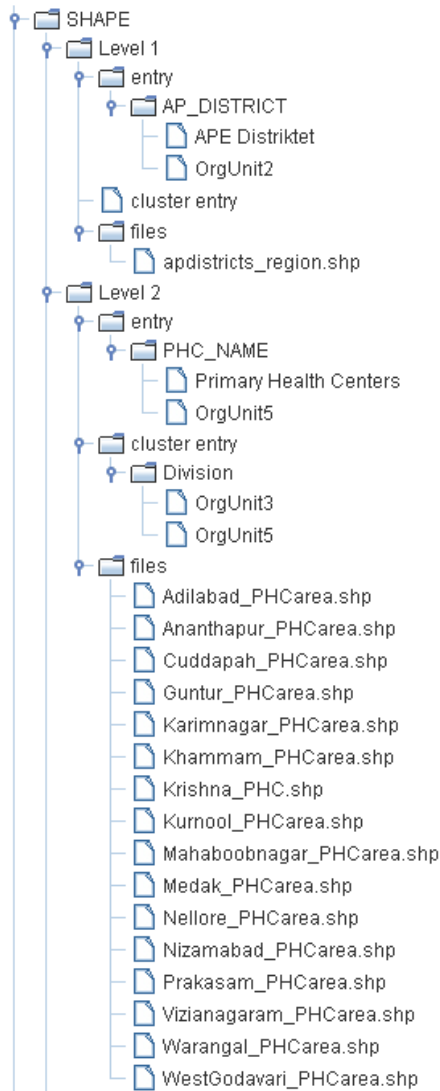 SHAPE
Level 1
entry
AP_DISTRICT
APE Distriktet
OrgUnit2
cluster entry
files
apdistricts_region.shp
Level 2
entry
PHC_NAME
Primary Health Centers
OrgUnit5
cluster entry
Division
OrgUnit3
OrgUnit5
files
Adilabad_PHCarea.shp
Ananthapur_PHCarea.shp
Cuddapah_PHCarea.shp
Guntur_PHCarea.shp
Karimnagar_PHCarea.shp
Khammam_PHCarea.shp
Krishna_PHC.shp
Kurnool_PHCarea.shp
Mahaboobnagar_PHCarea.shp
Medak_PHCarea.shp
Nellore_PHCarea.shp
Nizamabad_PHCarea.shp
Prakasam_PHCarea.shp
Vizianagaram_PHCarea.shp
Warangal_PHCarea.shp
WestGodavari_PHCarea.shp